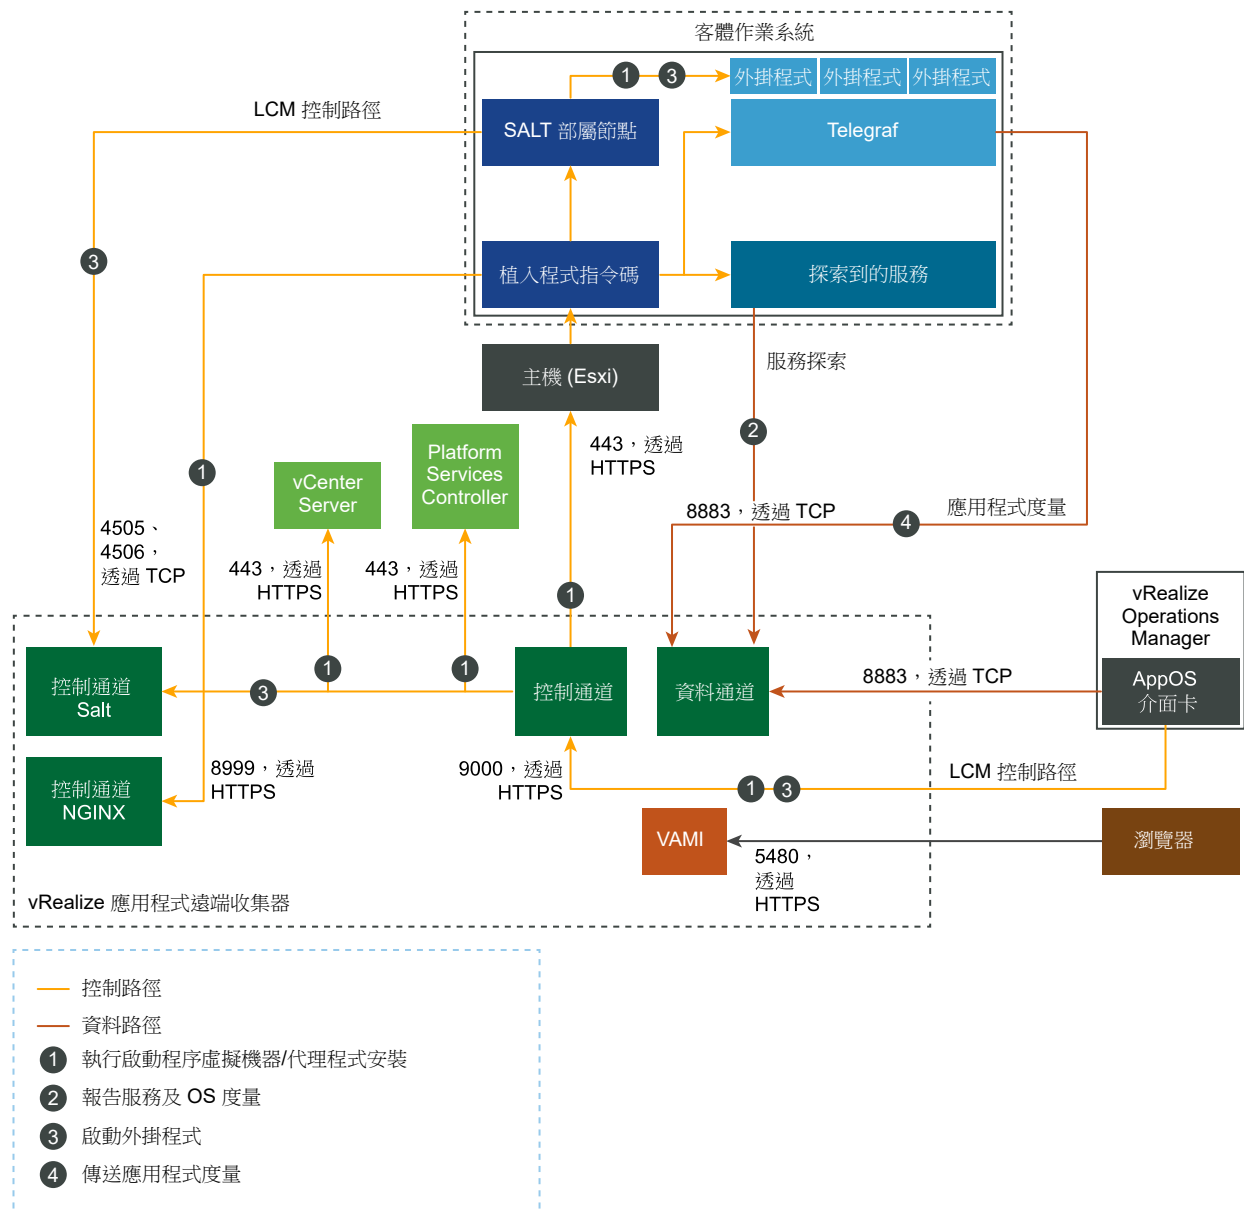 客體作業系統
1
3
外掛程式
外掛程式
外掛程式
LCM 控制路徑
SALT 部屬節點
Telegraf
3
植入程式指令碼
探索到的服務
主機 (Esxi)
服務探索
2
1
443，透過
HTTPS
Platform
Services
Controller
vCenter
Server
8883，透過 TCP
4
應用程式度量
4505、
4506，
透過 TCP
443，透過
HTTPS
443，透過
HTTPS
1
vRealize
Operations
Manager
AppOS
介面卡
控制通道
Salt
3
1
1
控制通道
資料通道
8883，透過 TCP
控制通道
NGINX
8999，透過
HTTPS
9000，透過
HTTPS
1
3
LCM 控制路徑
VAMI
5480，
透過
HTTPS
瀏覽器
vRealize 應用程式遠端收集器
控制路徑
資料路徑
1 執行啟動程序虛擬機器/代理程式安裝
2 報告服務及 OS 度量
3 啟動外掛程式
4 傳送應用程式度量